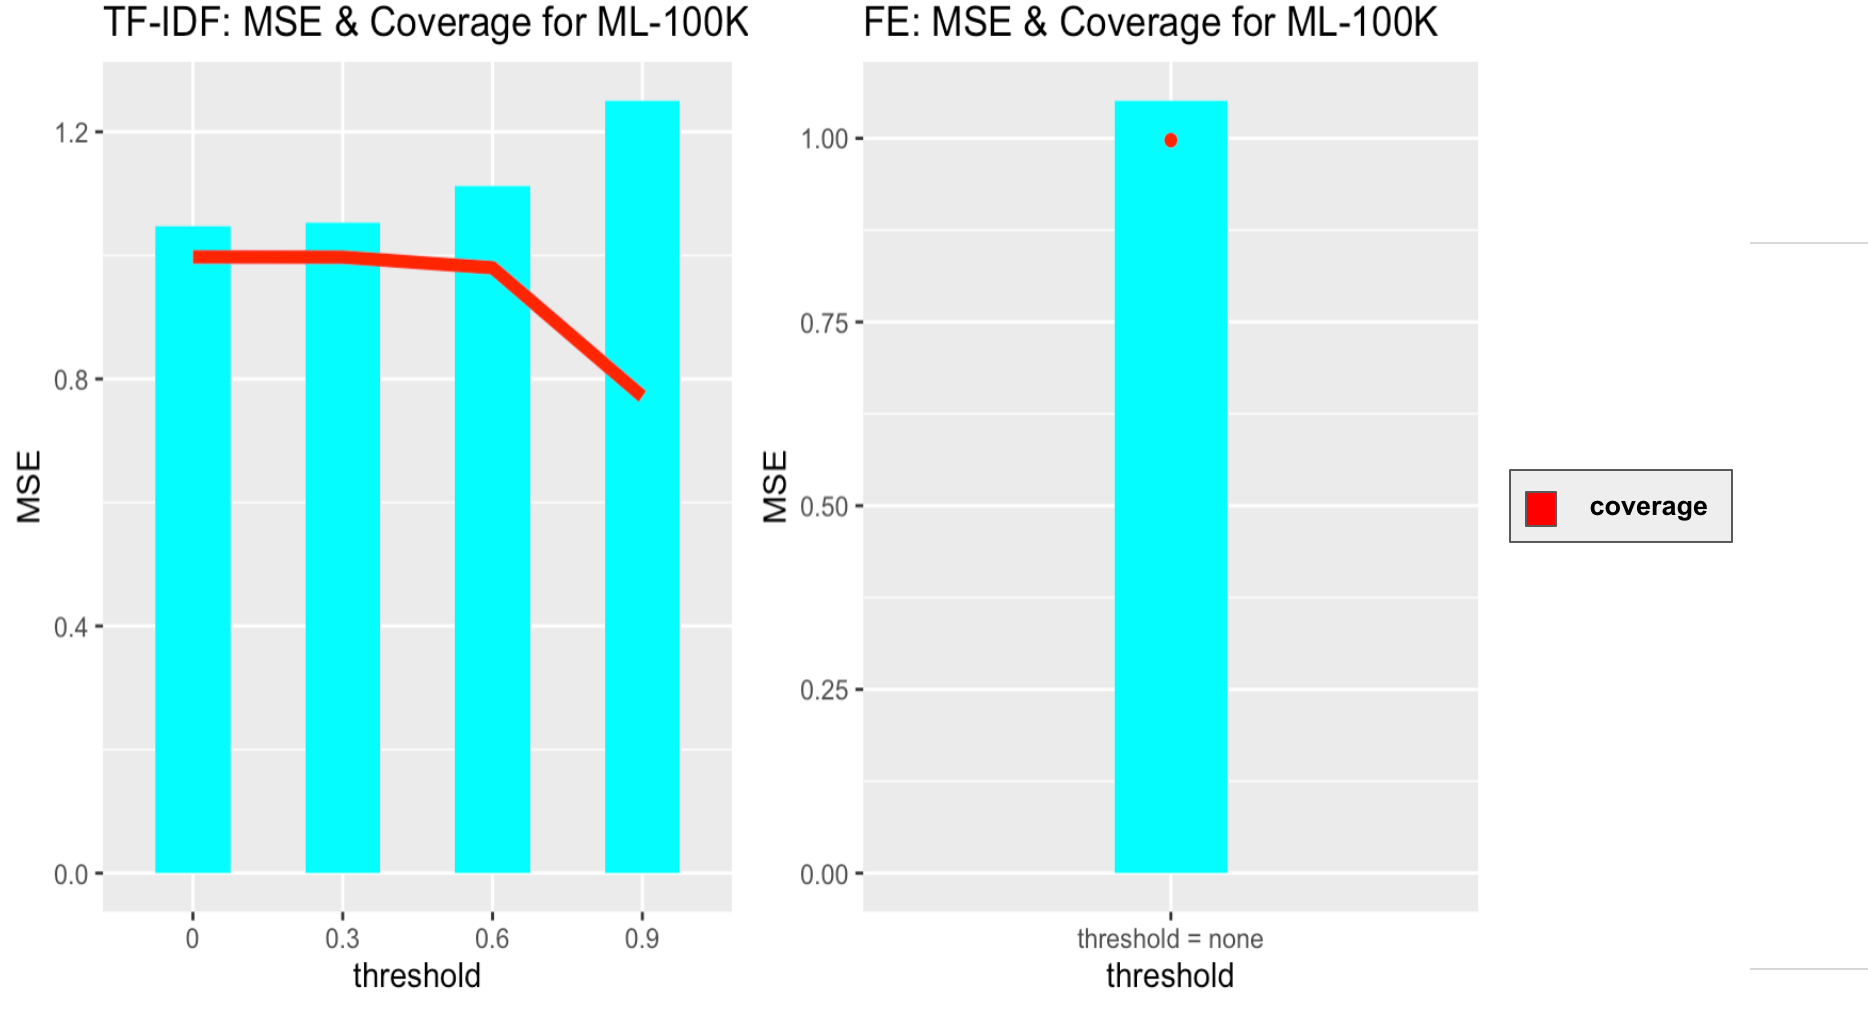 TF-IDF: MSE & Coverage for ML-100K
MSE
1.2
0.8
0.4
0.0
0
0.3
0.6
0.9
threshold
FE: MSE & Coverage for ML-100K
MSE
1.00
0.75
0.50
0.25
0.00
threshold = none
threshold
coverage